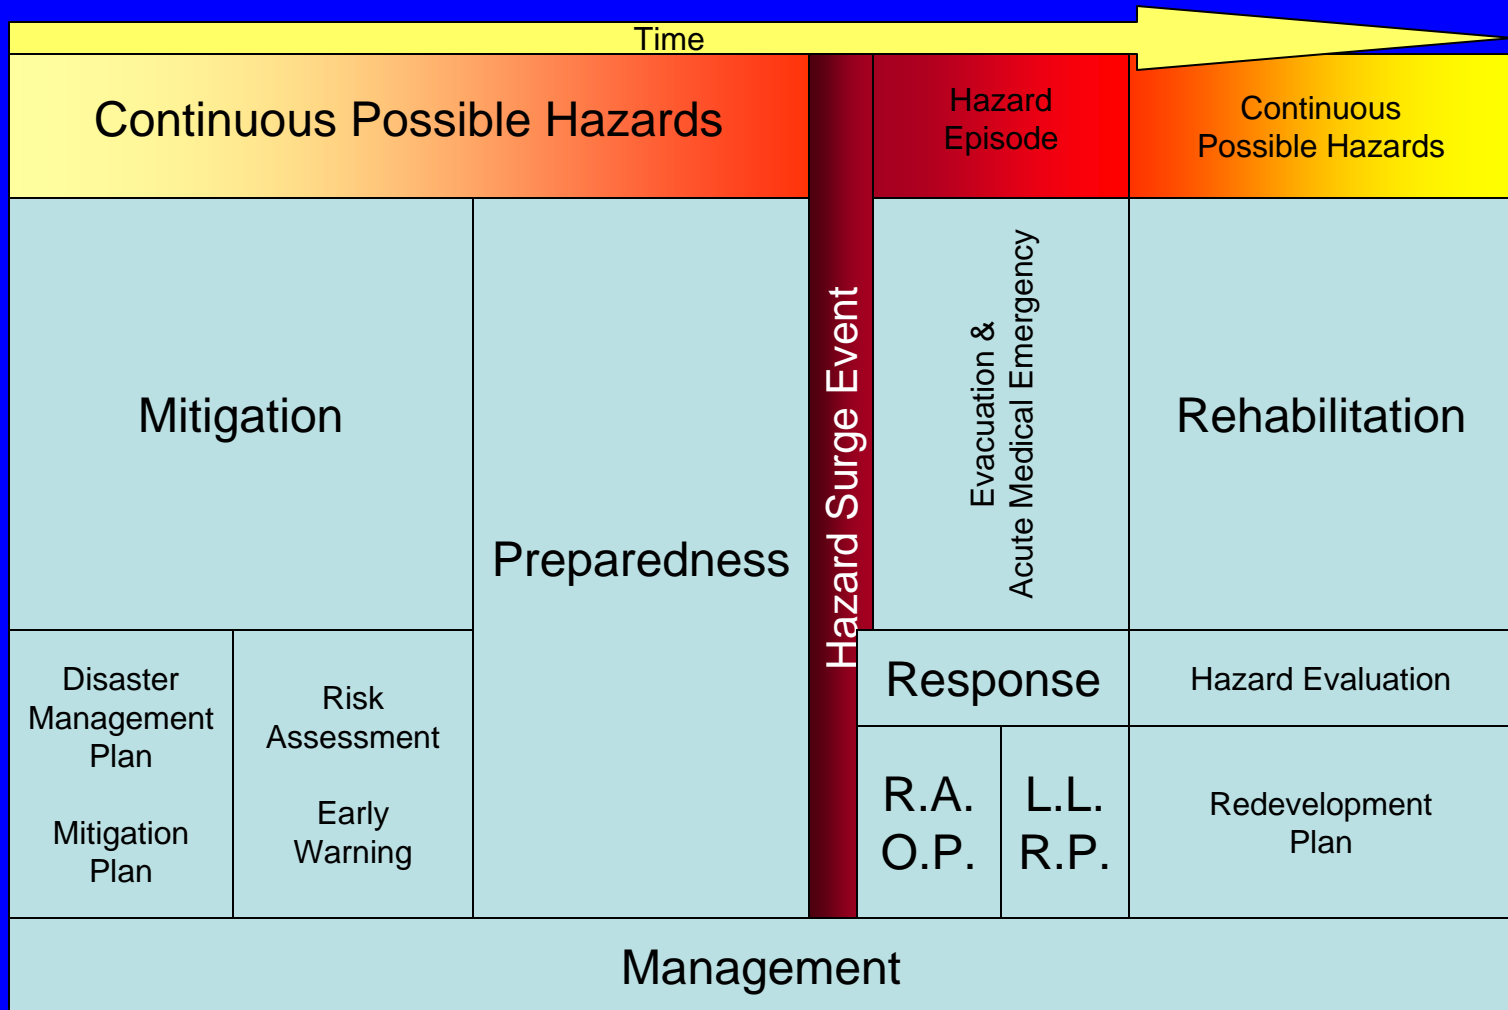 Time
Continuous Possible Hazards
Hazard
Episode
Continuous
Possible Hazards
Mitigation
Preparedness
Hazard Surge Event
Evacuation &
Acute Medical Emergency
Rehabilitation
Disaster
Management
Plan
Mitigation
Plan
Risk
Assessment
Early
Warning
Response
Hazard Evaluation
R.A.
O.P.
L.L.
R.P.
Redevelopment
Plan
Management